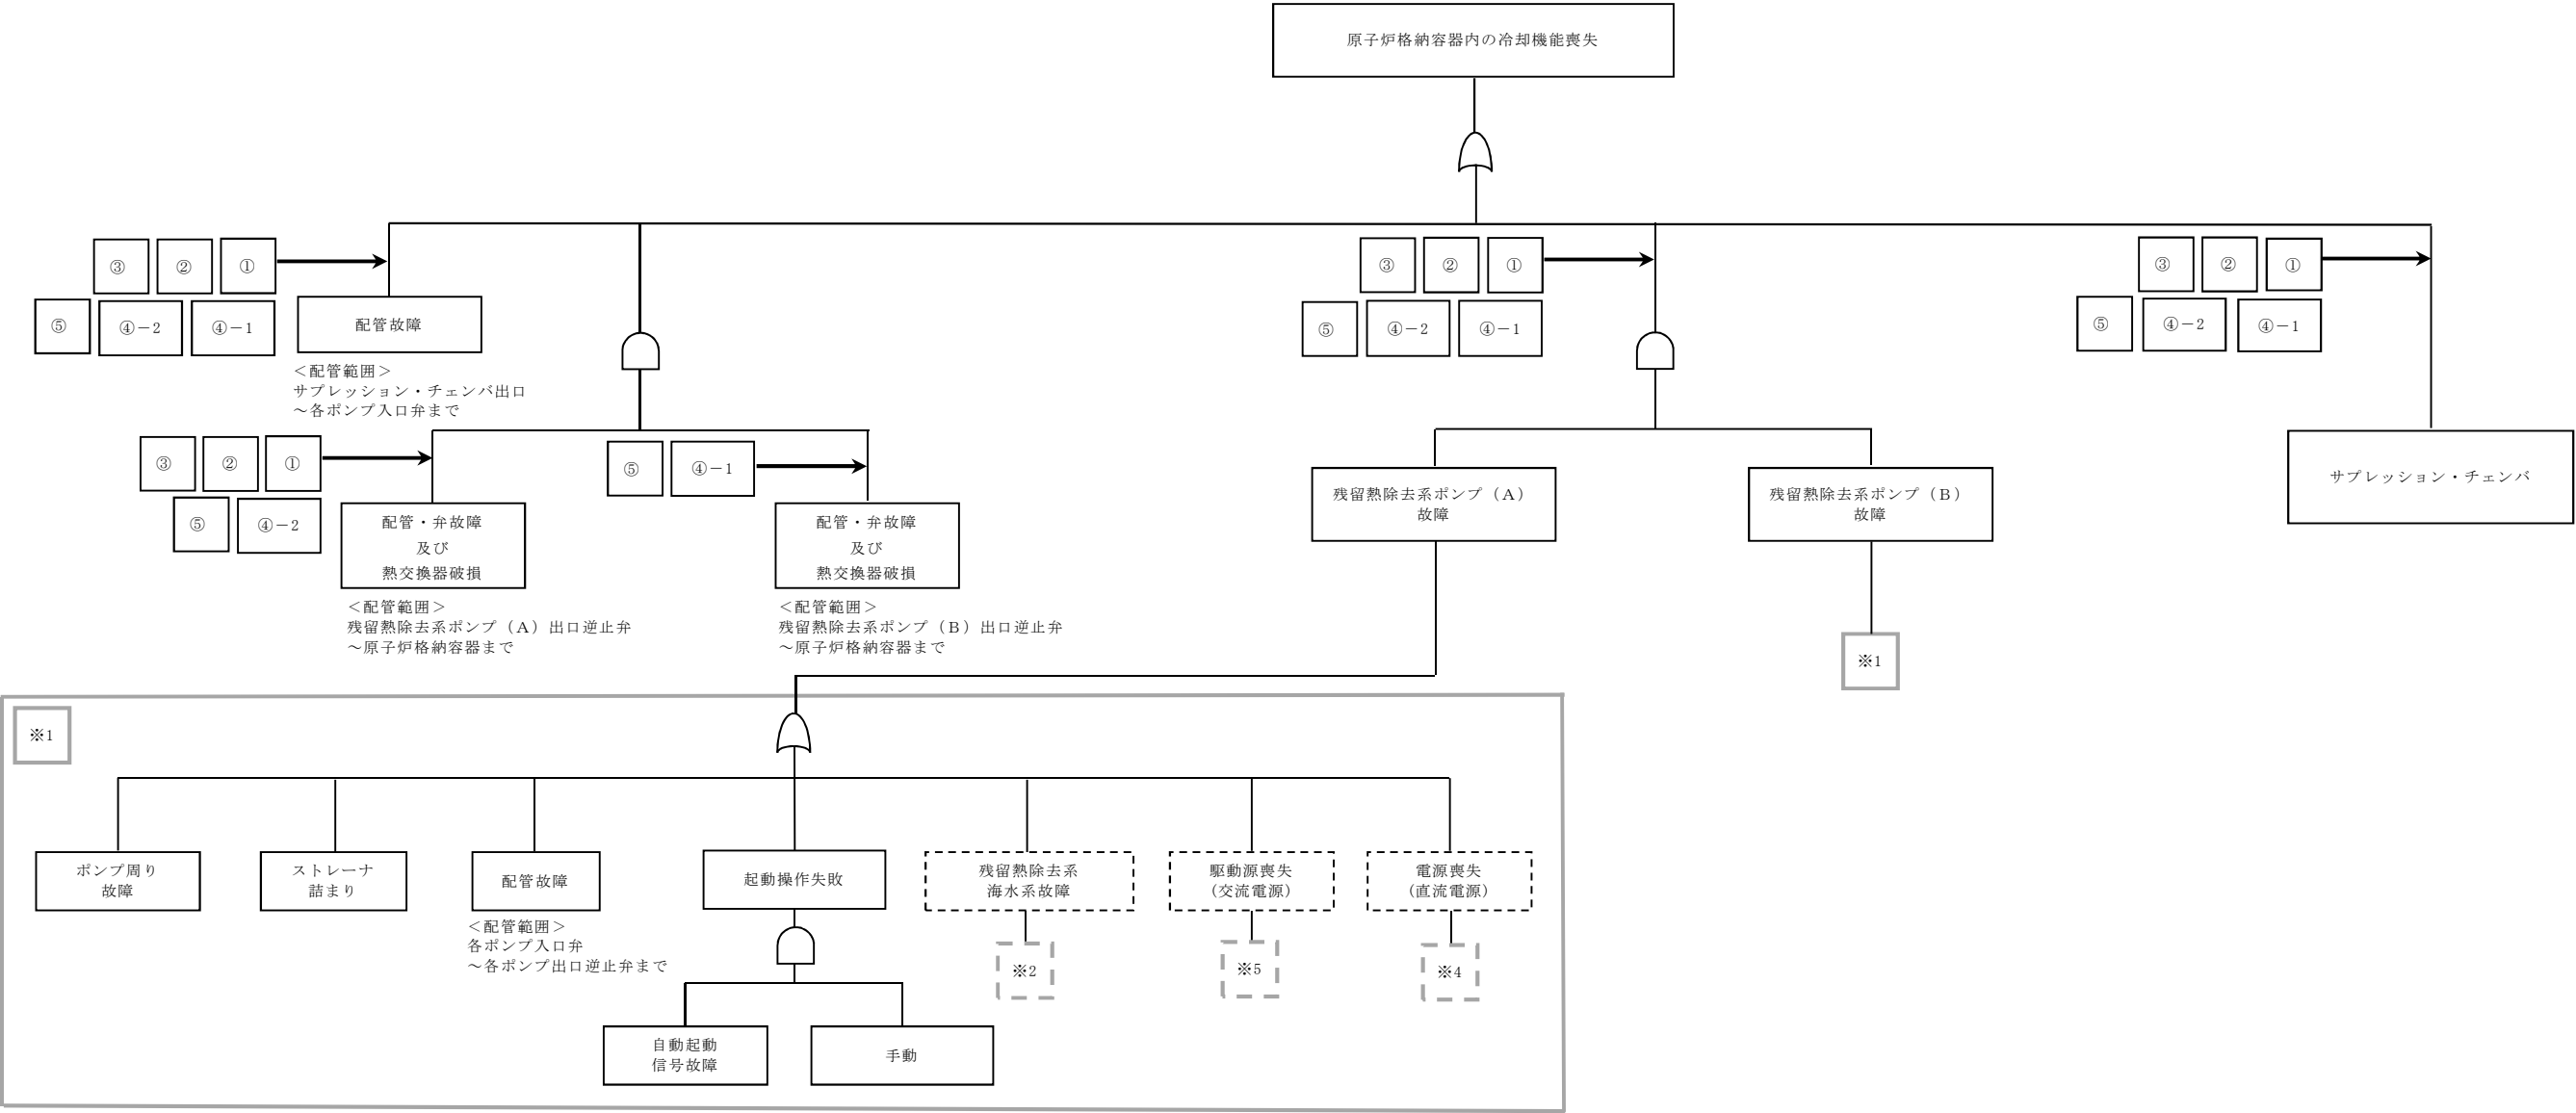 原子炉格納容器内の冷却機能喪失
③
②
①
⑤
④－2
④－1
配管故障
＜配管範囲＞
サプレッション・チェンバ出口
～各ポンプ入口弁まで
③
②
①
⑤
④－2
④－1
③
②
①
⑤
④－2
④－1
③
②
①
⑤
④－2
配管・弁故障
及び
熱交換器破損
＜配管範囲＞
残留熱除去系ポンプ（A）出口逆止弁
～原子炉格納容器まで
⑤
④－1
配管・弁故障
及び
熱交換器破損
＜配管範囲＞
残留熱除去系ポンプ（B）出口逆止弁
～原子炉格納容器まで
残留熱除去系ポンプ（A）
故障
残留熱除去系ポンプ（B）
故障
サプレッション・チェンバ
※1
※1
ポンプ周り
故障
ストレーナ
詰まり
配管故障
＜配管範囲＞
各ポンプ入口弁
～各ポンプ出口逆止弁まで
起動操作失敗
残留熱除去系
海水系故障
駆動源喪失
（交流電源）
電源喪失
（直流電源）
※2
※5
※4
自動起動
信号故障
手動